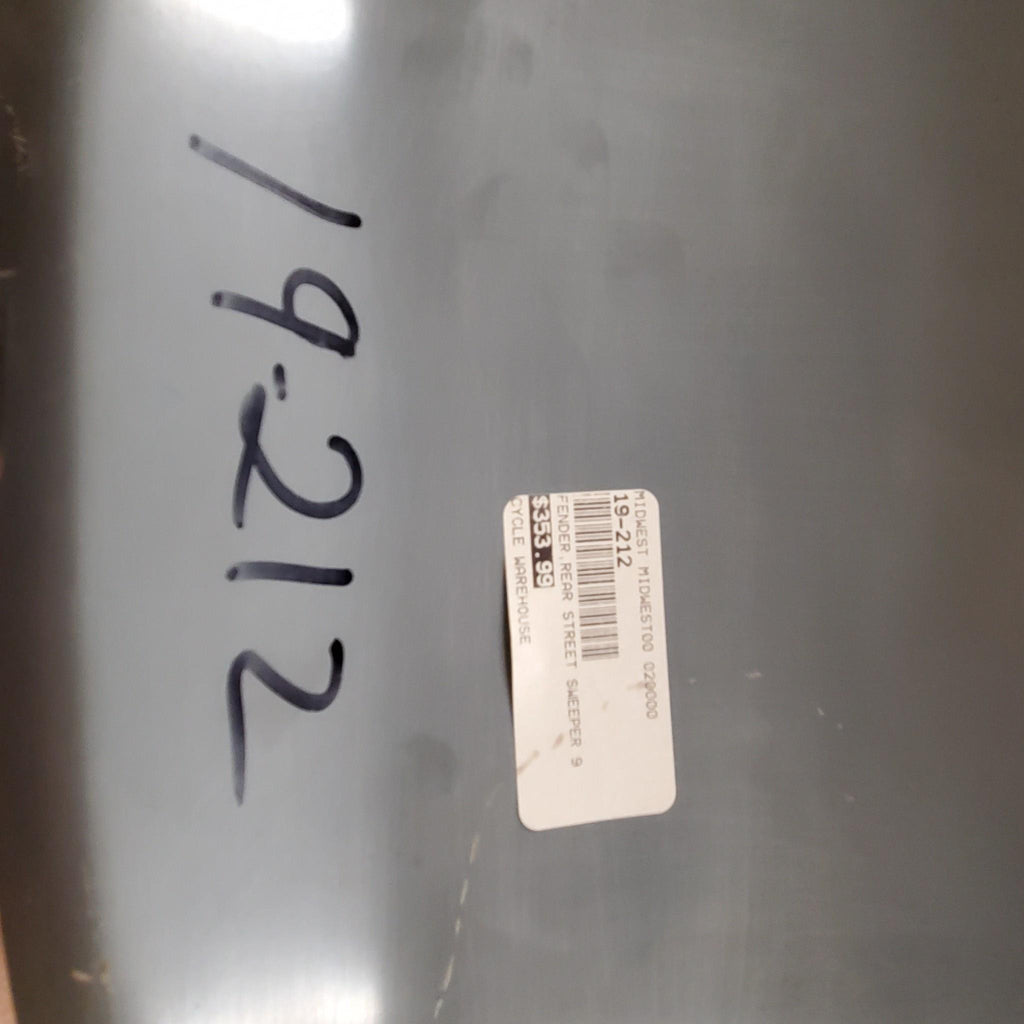 19-212
MIDWEST MIDWEST00 020000
19-212
FENDER,REAR STREET SWEEPER 9
$353.99
CYCLE WAREHOUSE